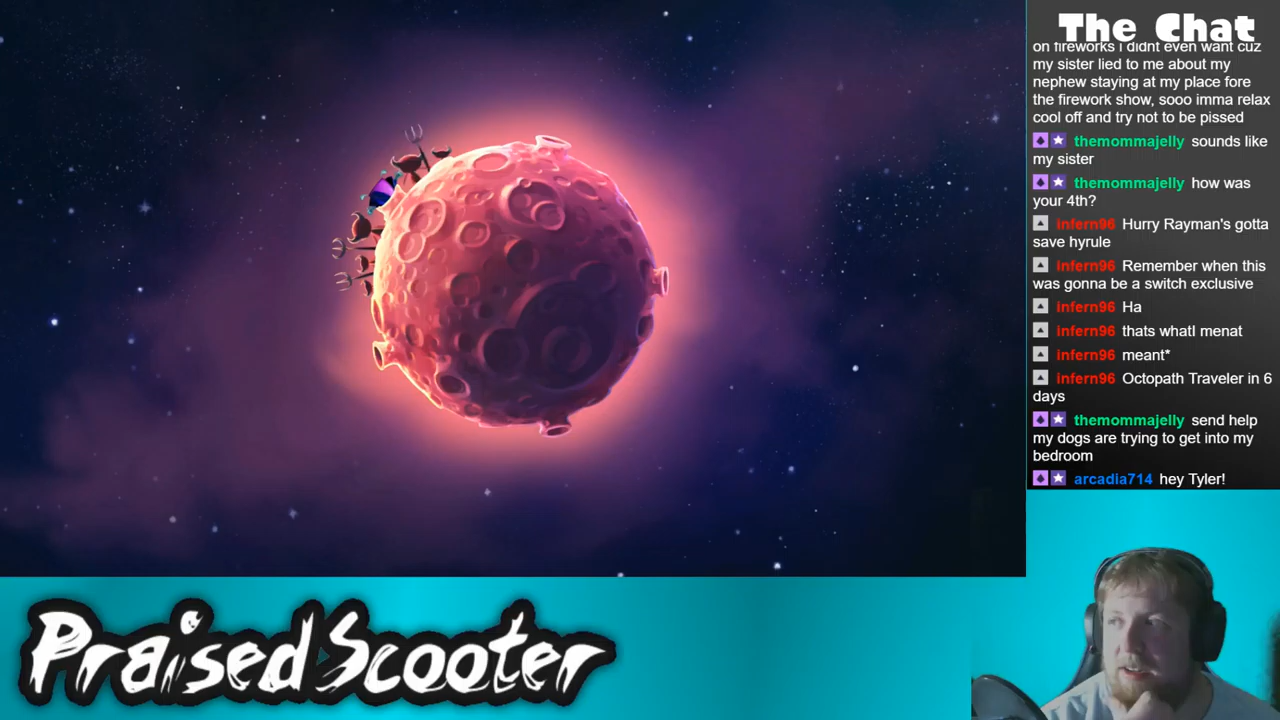 The Chat
on fireworks i didnt even want cuz
my sister lied to me about my
nephew staying at my place fore
the firework show, sooo imma relax
cool off and try not to be pissed
themommajelly sounds like
my sister
themommajelly how was
your 4th?
infern96 Hurry Rayman's gotta
save hyrule
infern96 Remember when this
was gonna be a switch exclusive
infern96 Ha
infern96 thats whatI menat
infern96 meant*
infern96 Octopath Traveler in 6
days
themommajelly send help
my dogs are trying to get into my
bedroom
arcadia714 hey Tyler!
PraisedScooter